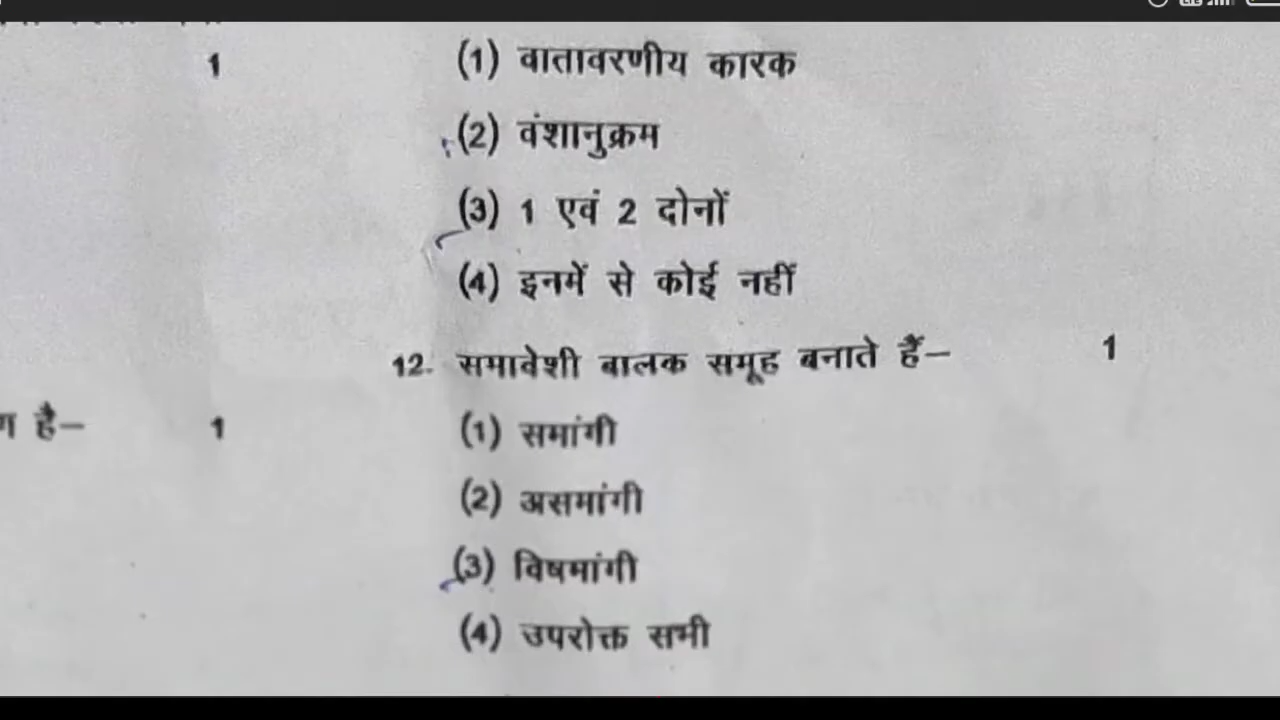 1
(1) वातावरणीय कारक
(2) वंशानुक्रम
(3) 1 एवं 2 दोनों
(4) इनमें से कोई नहीं
12. समावेशी बालक समूह बनाते हैं– 1
है– 1
(1) समांगी
(2) असमांगी
(3) विषमांगी
(4) उपरोक्त सभी